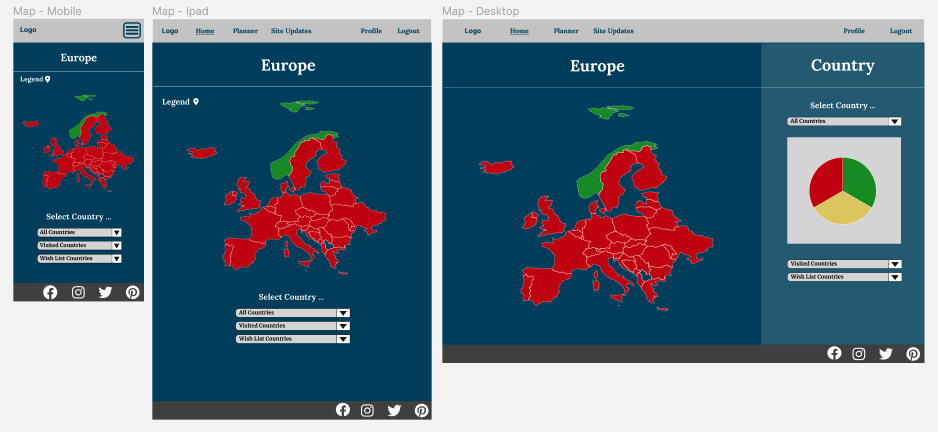 Map - Mobile
Logo
Europe
Legend
Select Country ...
All Countries
Visited Countries
Wish List Countries
Map - Ipad
Logo Home Planner Site Updates Profile Logout
Europe
Legend
Select Country ...
All Countries
Visited Countries
Wish List Countries
Map - Desktop
Logo Home Planner Site Updates Profile Logout
Europe
Country
Select Country ...
All Countries
Visited Countries
Wish List Countries